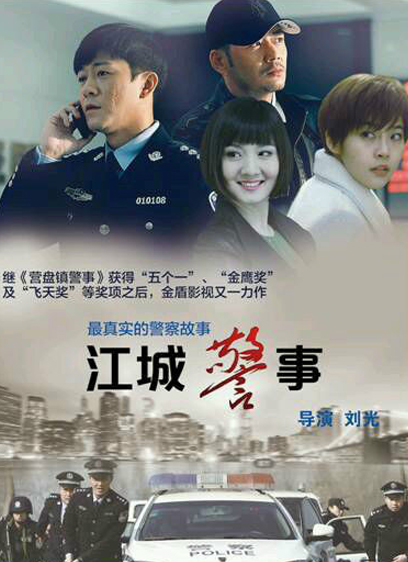 010108
继《营盘镇警事》获得“五个一”、“金鹰奖”
及“飞天奖”等奖项之后，金盾影视又一力作
最真实的警察故事
江城警事
导演 刘光
警察
POLICE